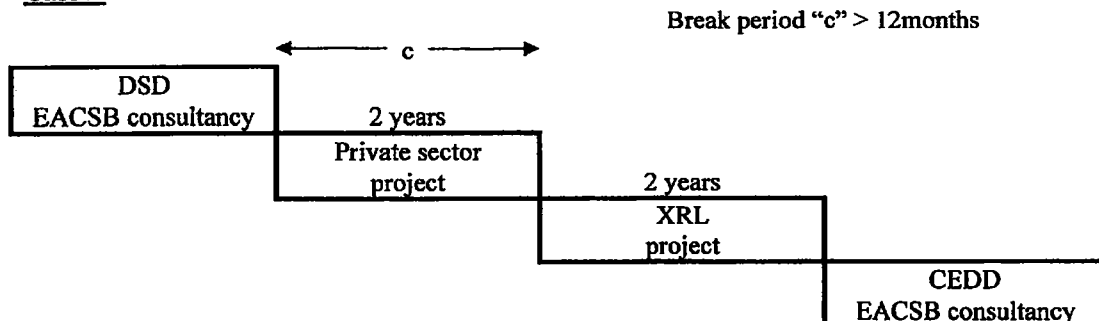 Break period “c” > 12months
c
DSD
EACSB consultancy
2 years
Private sector
project
2 years
XRL
project
CEDD
EACSB consultancy